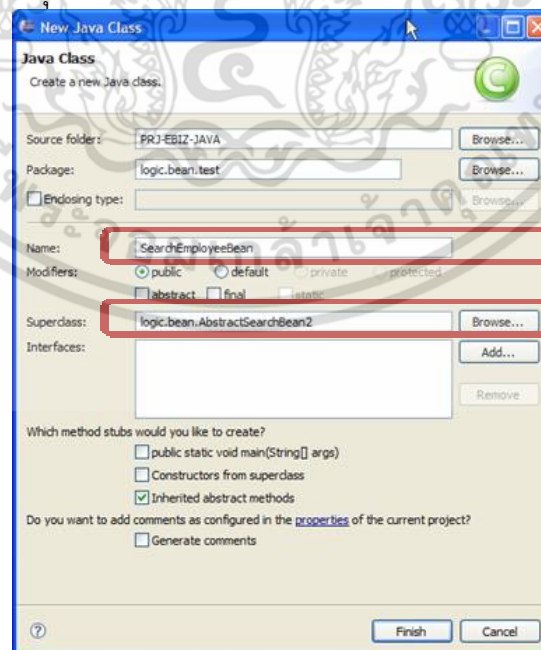 New Java Class
Java Class
Create a new Java class.
Source folder: PRJ-EBIZ-JAVA Browse...
Package: logic.bean.test Browse...
Enclosing type: Browse...
Name: SearchEmployeeBean
Modifiers: public default private protected
abstract final static
Superclass: logic.bean.AbstractSearchBean2 Browse...
Interfaces: Add...
Remove
Which method stubs would you like to create?
public static void main(String[] args)
Constructors from superclass
Inherited abstract methods
Do you want to add comments as configured in the properties of the current project?
Generate comments
Finish Cancel